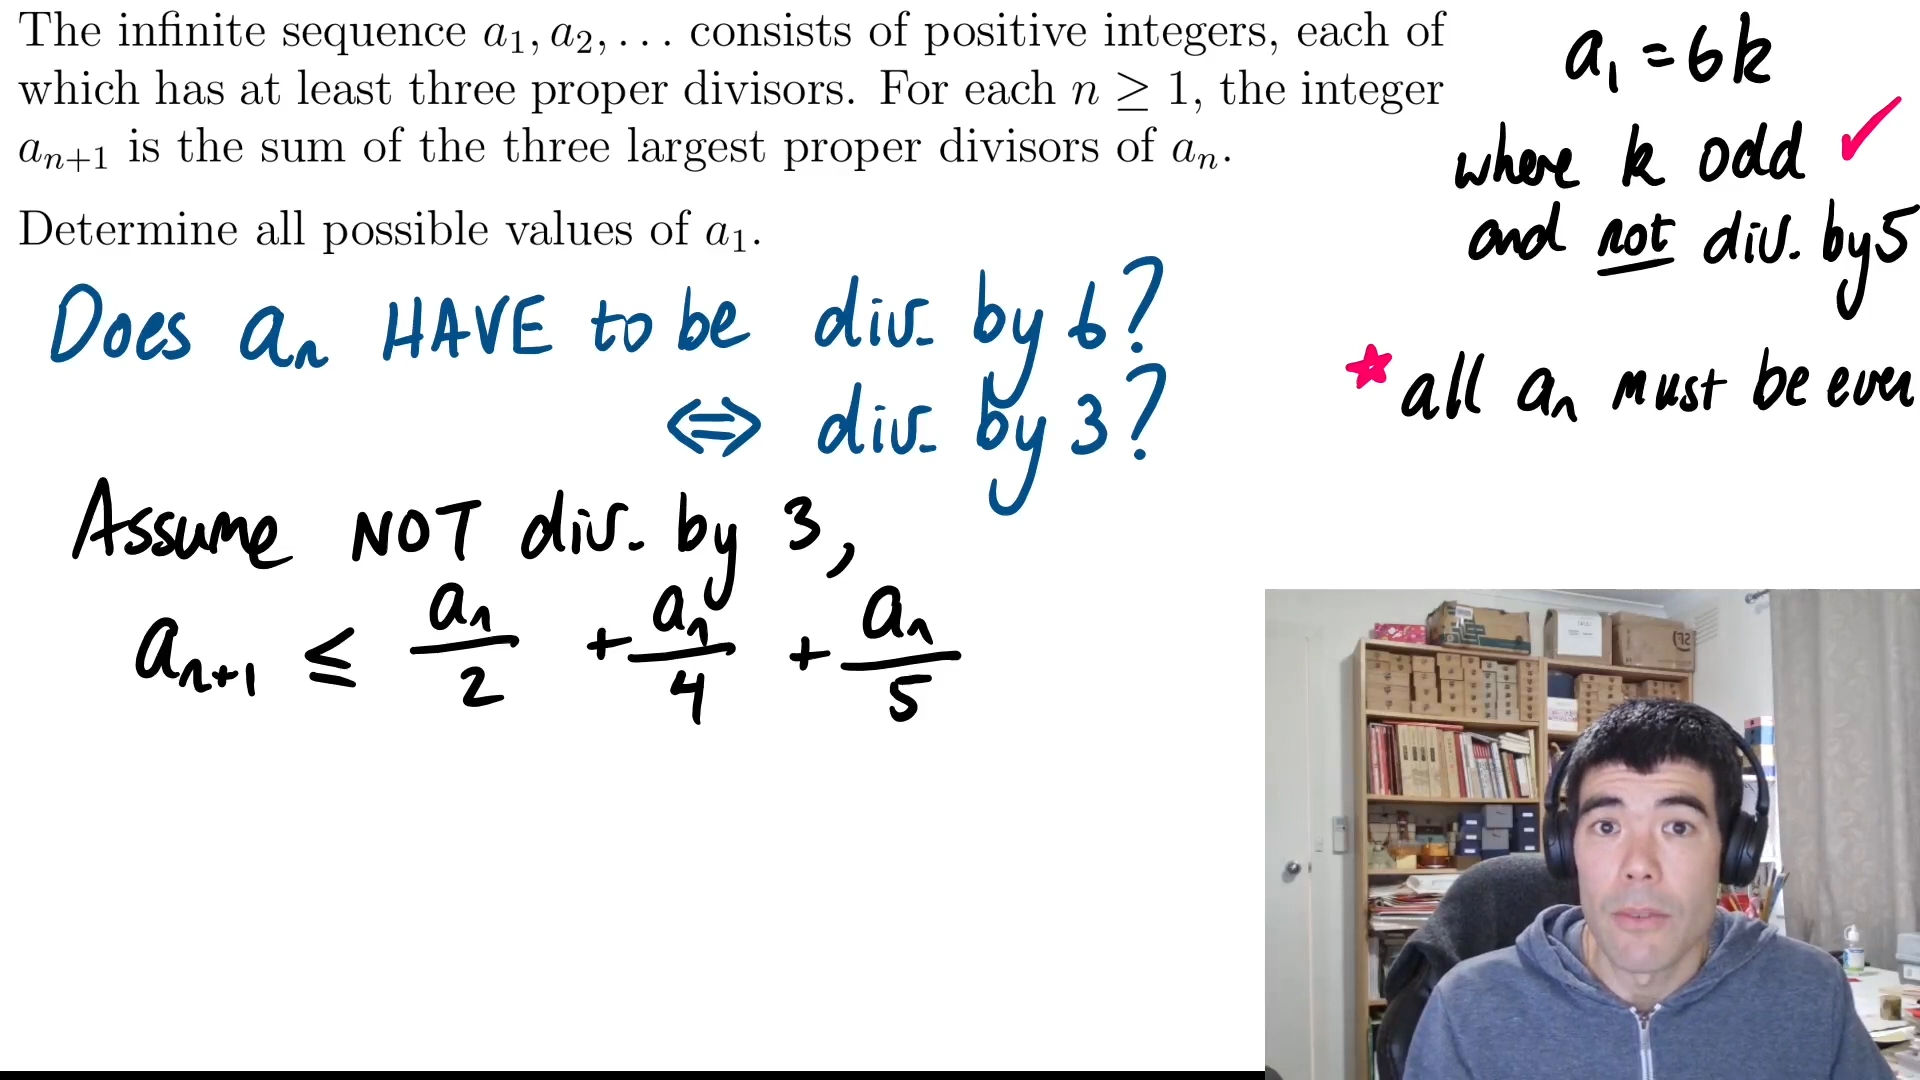 The infinite sequence a₁, a₂, … consists of positive integers, each of
which has at least three proper divisors. For each n ≥ 1, the integer
aₙ₊₁ is the sum of the three largest proper divisors of aₙ.
Determine all possible values of a₁.
a₁ = 6k
where k odd ✓
and not div. by 5
* all aₙ must be even
Does aₙ HAVE to be div. by 6?
⇔ div. by 3?
Assume NOT div. by 3,
aₙ₊₁ ≤ aₙ/2 + aₙ/4 + aₙ/5